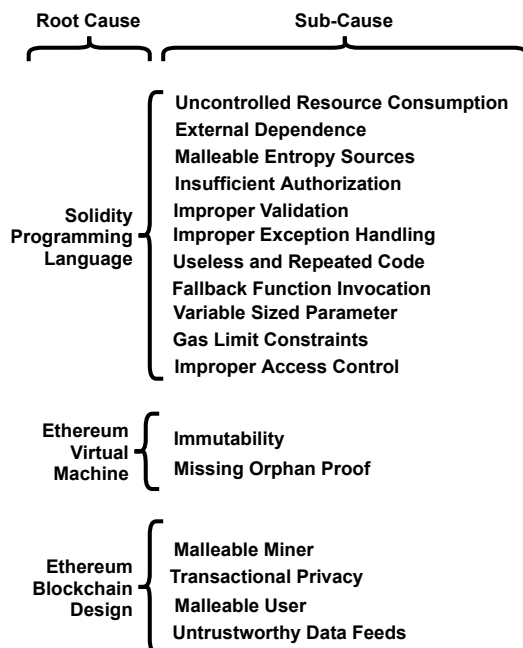 Root Cause
Sub-Cause
Solidity
Programming
Language
Uncontrolled Resource Consumption
External Dependence
Malleable Entropy Sources
Insufficient Authorization
Improper Validation
Improper Exception Handling
Useless and Repeated Code
Fallback Function Invocation
Variable Sized Parameter
Gas Limit Constraints
Improper Access Control
Ethereum
Virtual
Machine
Immutability
Missing Orphan Proof
Ethereum
Blockchain
Design
Malleable Miner
Transactional Privacy
Malleable User
Untrustworthy Data Feeds